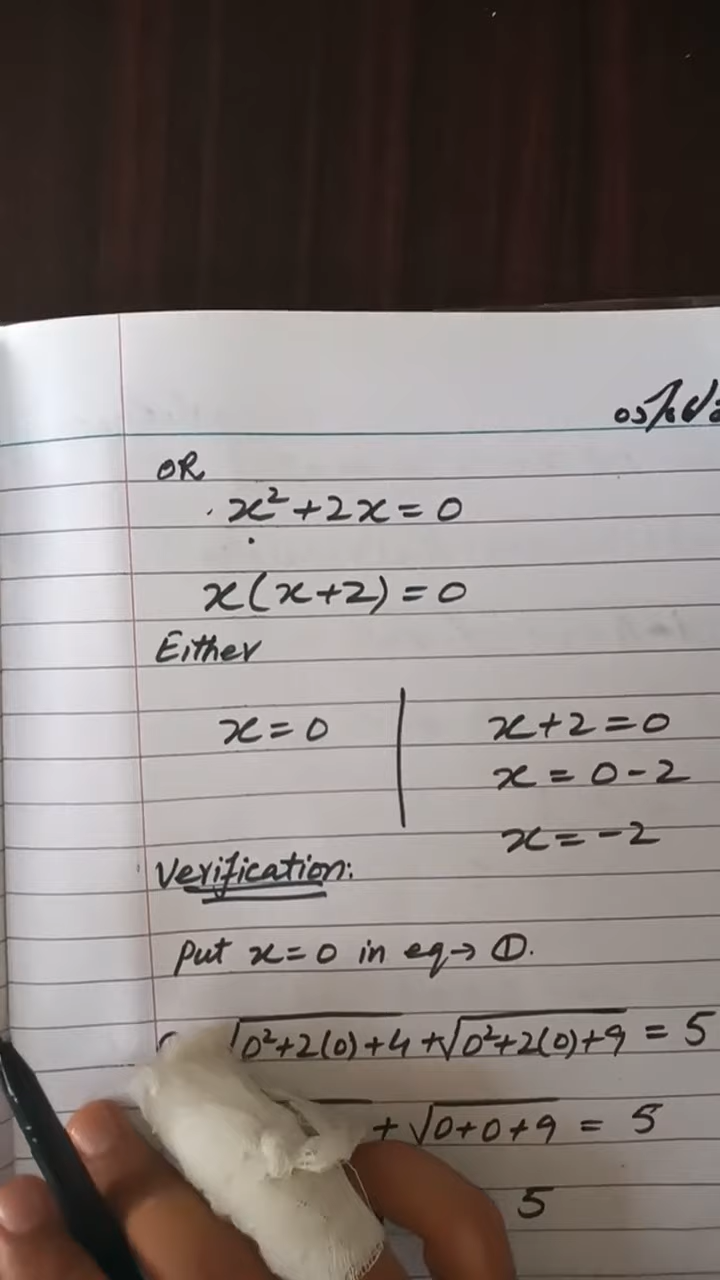 OR
x² + 2x = 0
x(x+2) = 0
Either
x = 0 | x+2 = 0
x = 0 - 2
x = -2
Verification:
Put x = 0 in eq → ①.
√0²+2(0)+4 + √0²+2(0)+9 = 5
+ √0+0+9 = 5
5